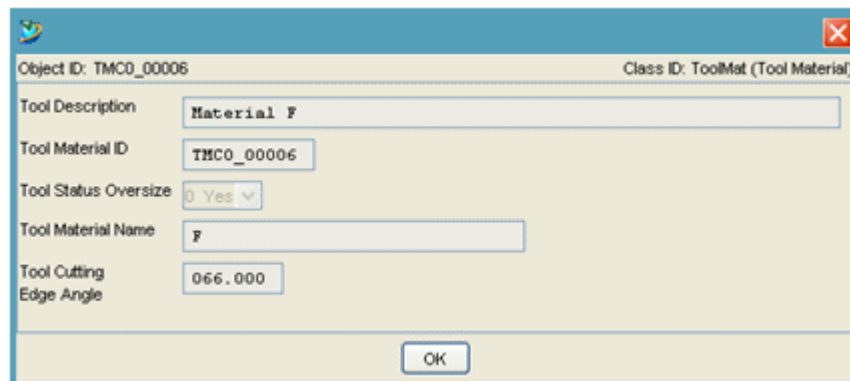 Object ID: TMC0_00006 Class ID: ToolMat (Tool Material)
Tool Description Material F
Tool Material ID TMC0_00006
Tool Status Oversize 0 Yes
Tool Material Name F
Tool Cutting
Edge Angle 066.000
OK